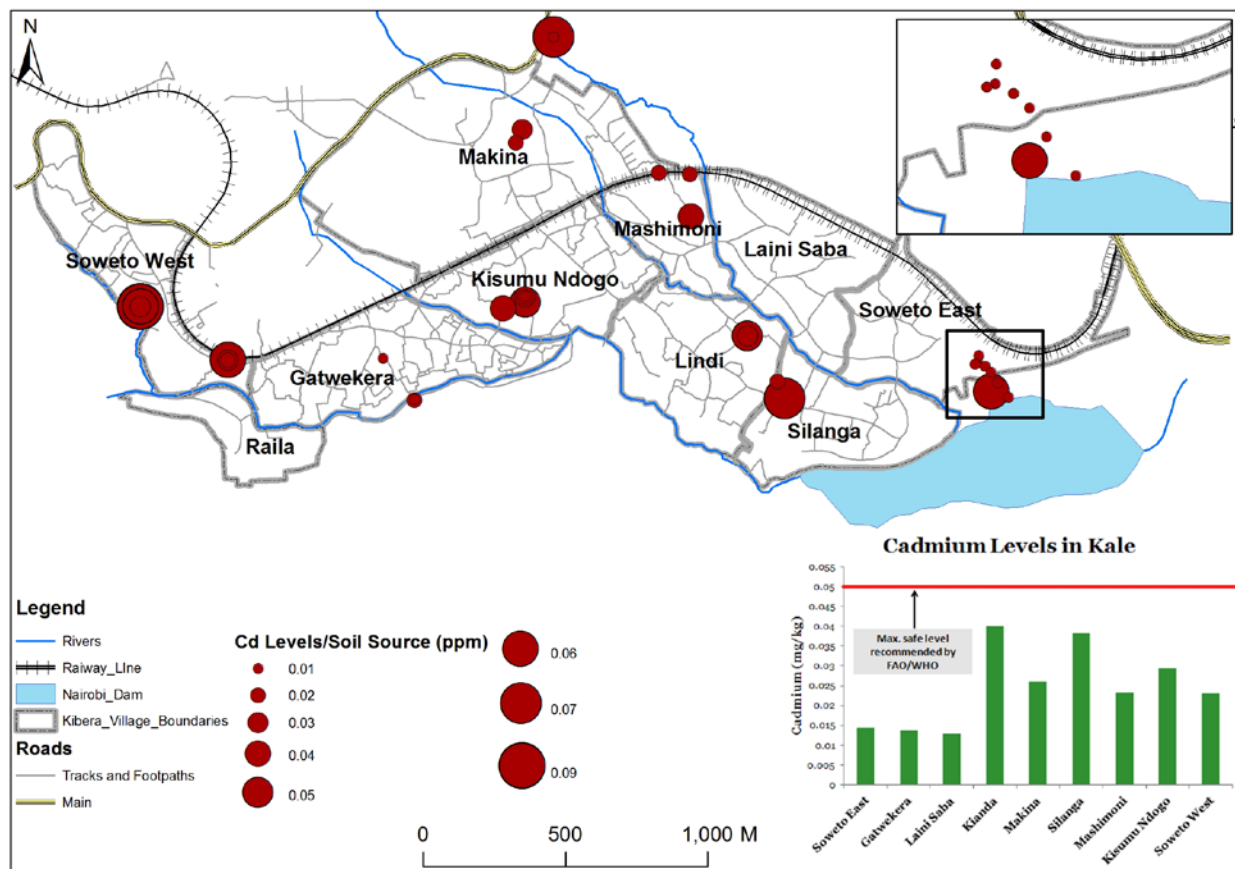 N
Makina
Mashimoni
Laini Saba
Soweto West
Kisumu Ndogo
Soweto East
Lindi
Gatwekera
Silanga
Raila
Legend
Rivers
Raiway_LIne
Nairobi_Dam
Kibera_Village_Boundaries
Roads
Tracks and Footpaths
Main
Cd Levels/Soil Source (ppm)
0.01
0.02
0.03
0.04
0.05
0.06
0.07
0.09
0 500 1,000 M
Cadmium Levels in Kale
Cadmium (mg/kg)
0.055
0.05
0.045
0.04
0.035
0.03
0.025
0.02
0.015
0.01
0.005
0
Max. safe level
recommended by
FAO/WHO
Soweto East
Gatwekera
Laini Saba
Kianda
Makina
Silanga
Mashimoni
Kisumu Ndogo
Soweto West